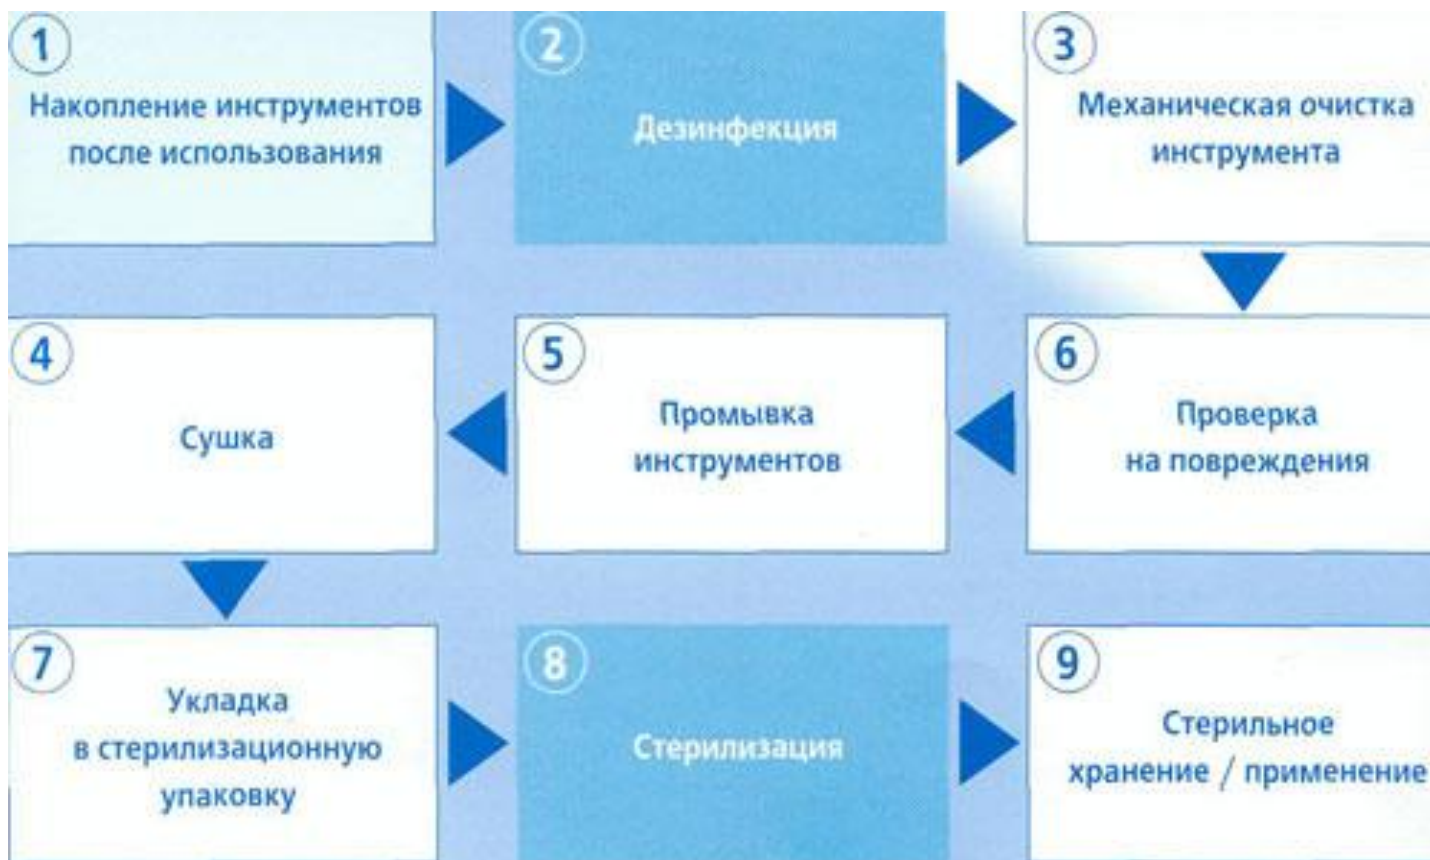 1
Накопление инструментов
после использования
2
Дезинфекция
3
Механическая очистка
инструмента
4
Сушка
5
Промывка
инструментов
6
Проверка
на повреждения
7
Укладка
в стерилизационную
упаковку
8
Стерилизация
9
Стерильное
хранение / применение